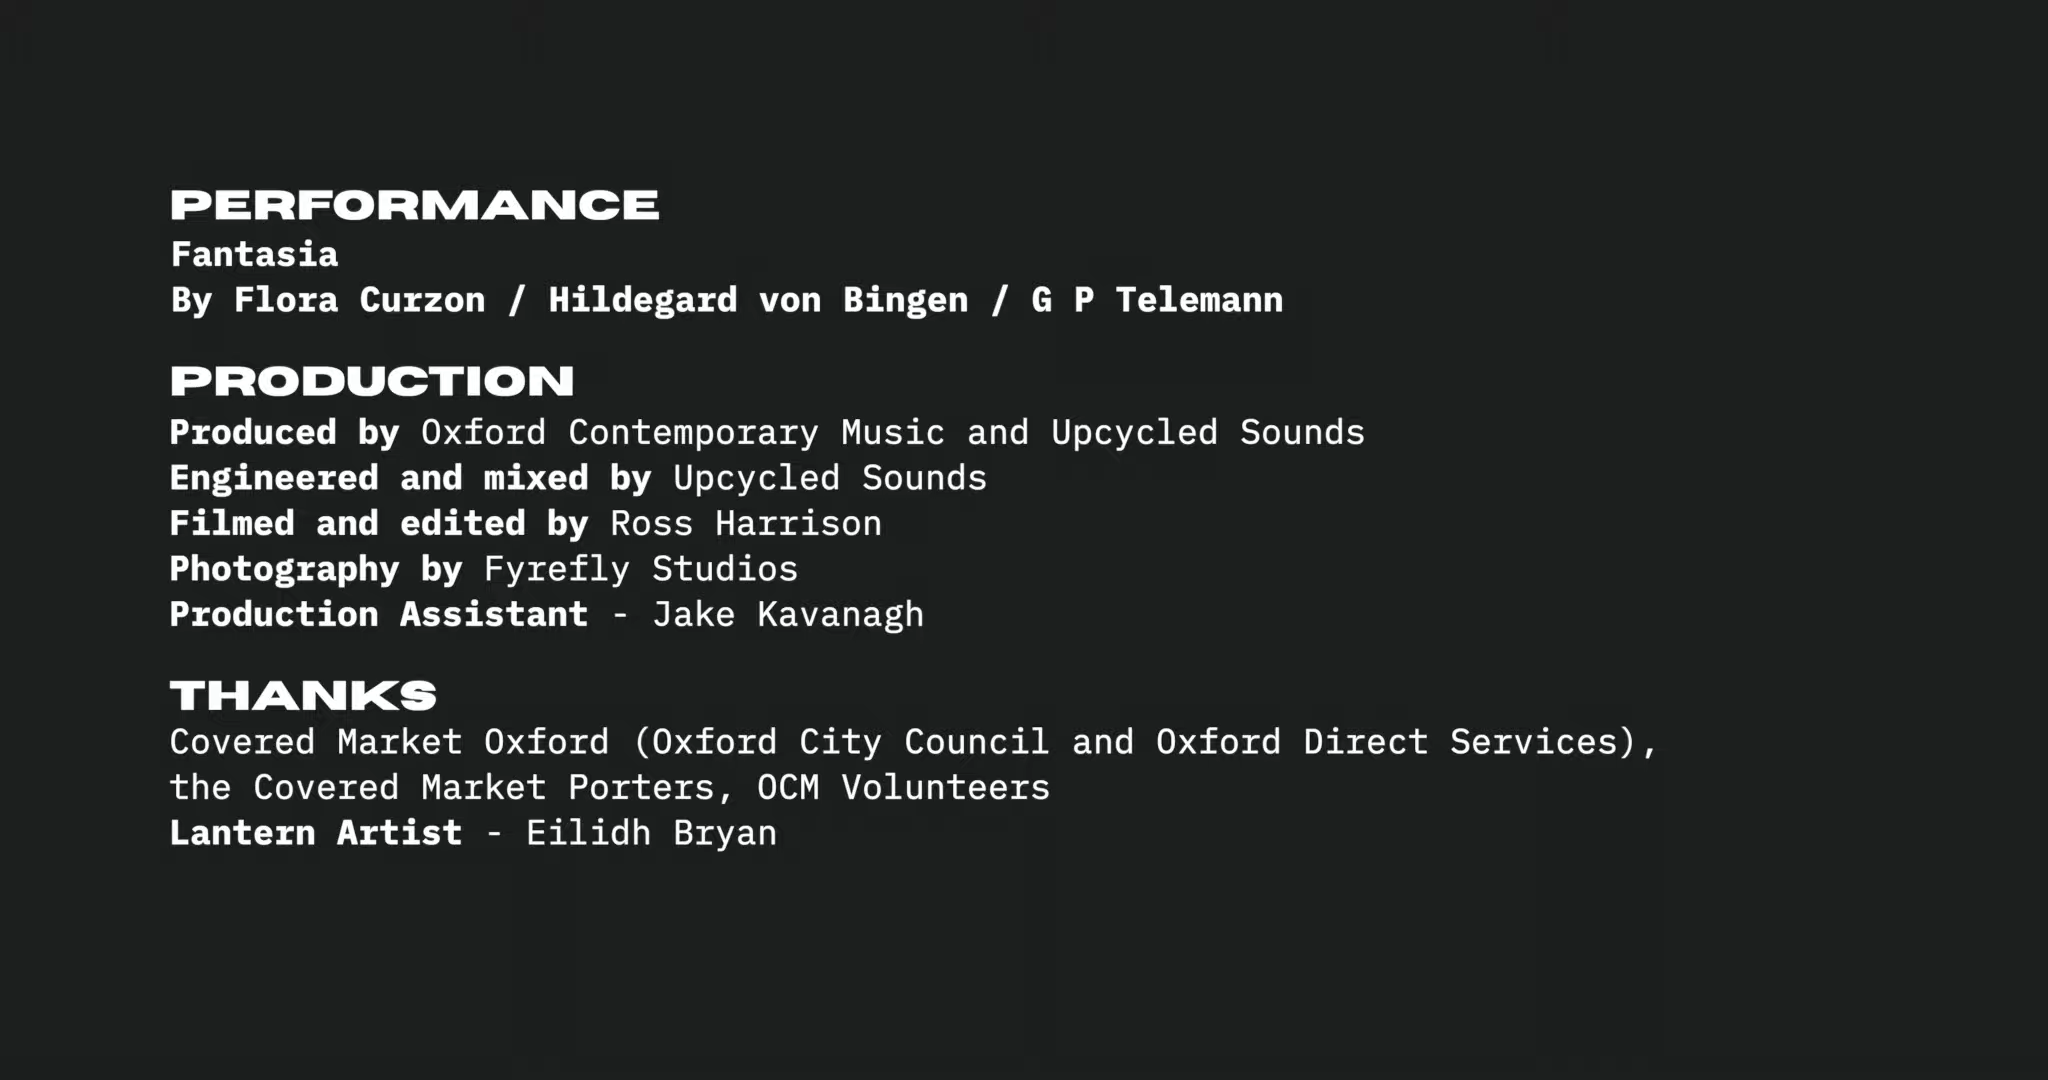 PERFORMANCE
Fantasia
By Flora Curzon / Hildegard von Bingen / G P Telemann
PRODUCTION
Produced by Oxford Contemporary Music and Upcycled Sounds
Engineered and mixed by Upcycled Sounds
Filmed and edited by Ross Harrison
Photography by Fyrefly Studios
Production Assistant - Jake Kavanagh
THANKS
Covered Market Oxford (Oxford City Council and Oxford Direct Services),
the Covered Market Porters, OCM Volunteers
Lantern Artist - Eilidh Bryan